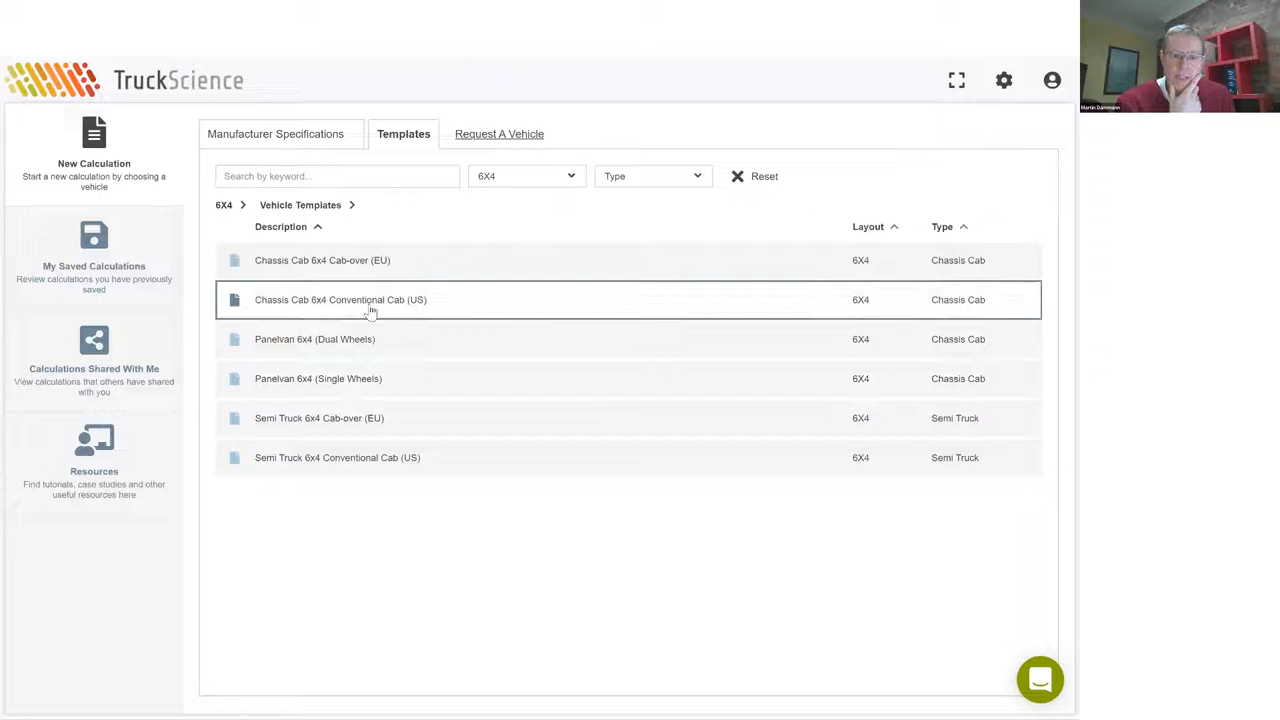 TruckScience
New Calculation
Start a new calculation by choosing a
vehicle
My Saved Calculations
Review calculations you have previously
saved
Calculations Shared With Me
View calculations that others have shared
with you
Resources
Find tutorials, case studies and other
useful resources here
Manufacturer Specifications
Templates
Request A Vehicle
Search by keyword...
6X4
Type
Reset
6X4 Vehicle Templates
Description Layout Type
Chassis Cab 6x4 Cab-over (EU) 6X4 Chassis Cab
Chassis Cab 6x4 Conventional Cab (US) 6X4 Chassis Cab
Panelvan 6x4 (Dual Wheels) 6X4 Chassis Cab
Panelvan 6x4 (Single Wheels) 6X4 Chassis Cab
Semi Truck 6x4 Cab-over (EU) 6X4 Semi Truck
Semi Truck 6x4 Conventional Cab (US) 6X4 Semi Truck
Martin Dammann